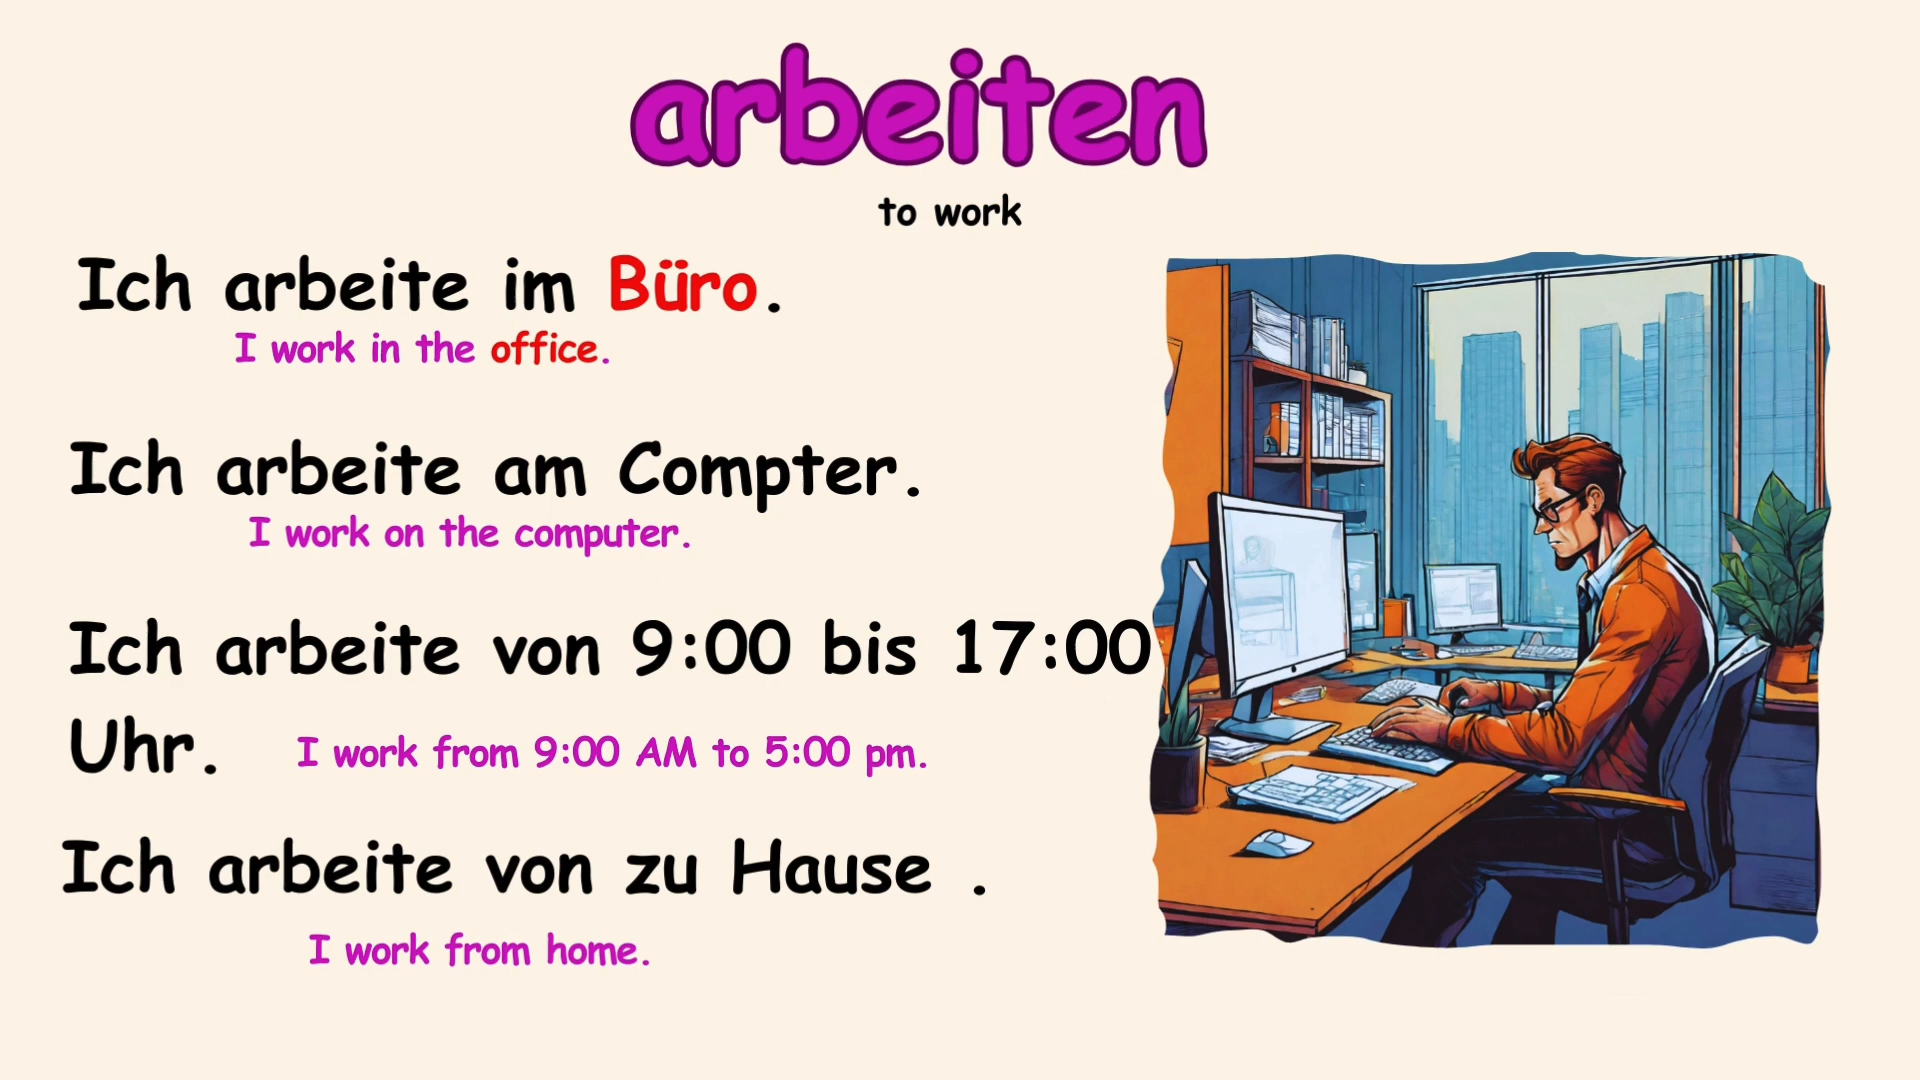 arbeiten
to work
Ich arbeite im Büro.
I work in the office.
Ich arbeite am Compter.
I work on the computer.
Ich arbeite von 9:00 bis 17:00
Uhr. I work from 9:00 AM to 5:00 pm.
Ich arbeite von zu Hause .
I work from home.